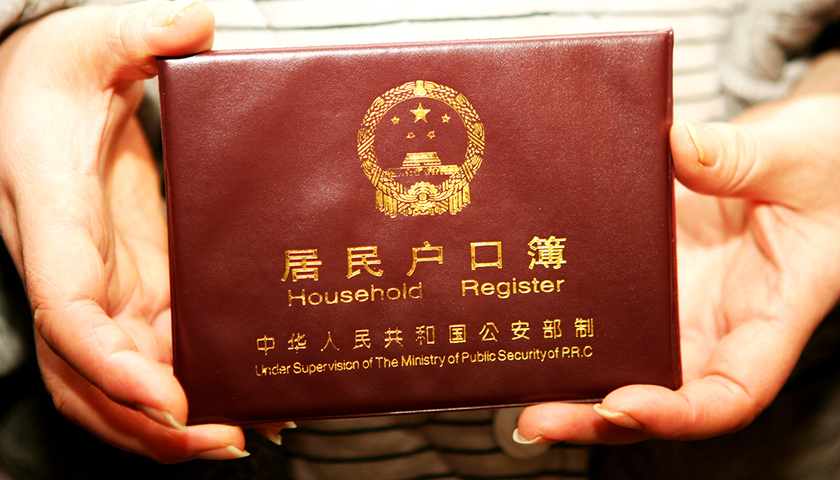 居民户口簿
Household Register
中华人民共和国公安部制
Under Supervision of The Ministry of Public Security of P.R.C